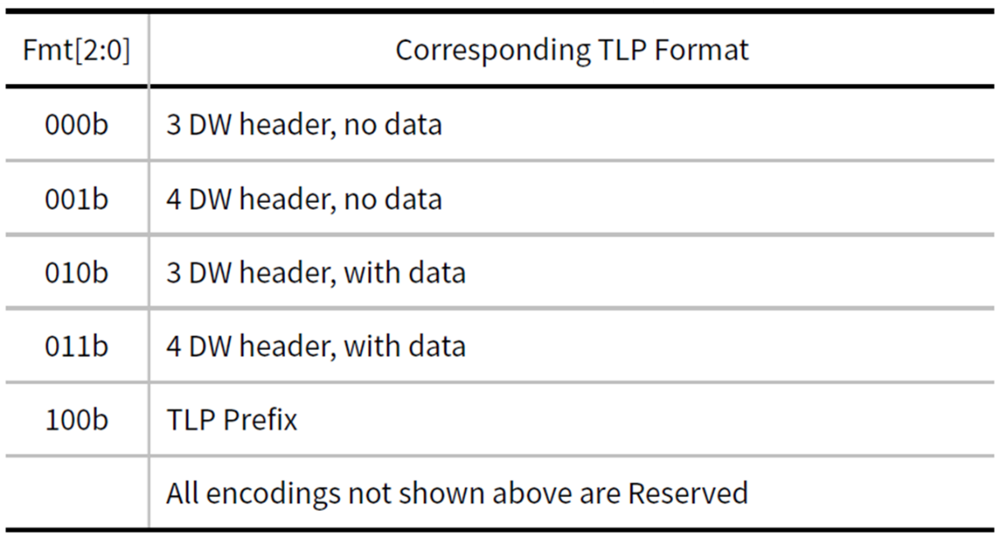 Fmt[2:0] Corresponding TLP Format
000b 3 DW header, no data
001b 4 DW header, no data
010b 3 DW header, with data
011b 4 DW header, with data
100b TLP Prefix
All encodings not shown above are Reserved